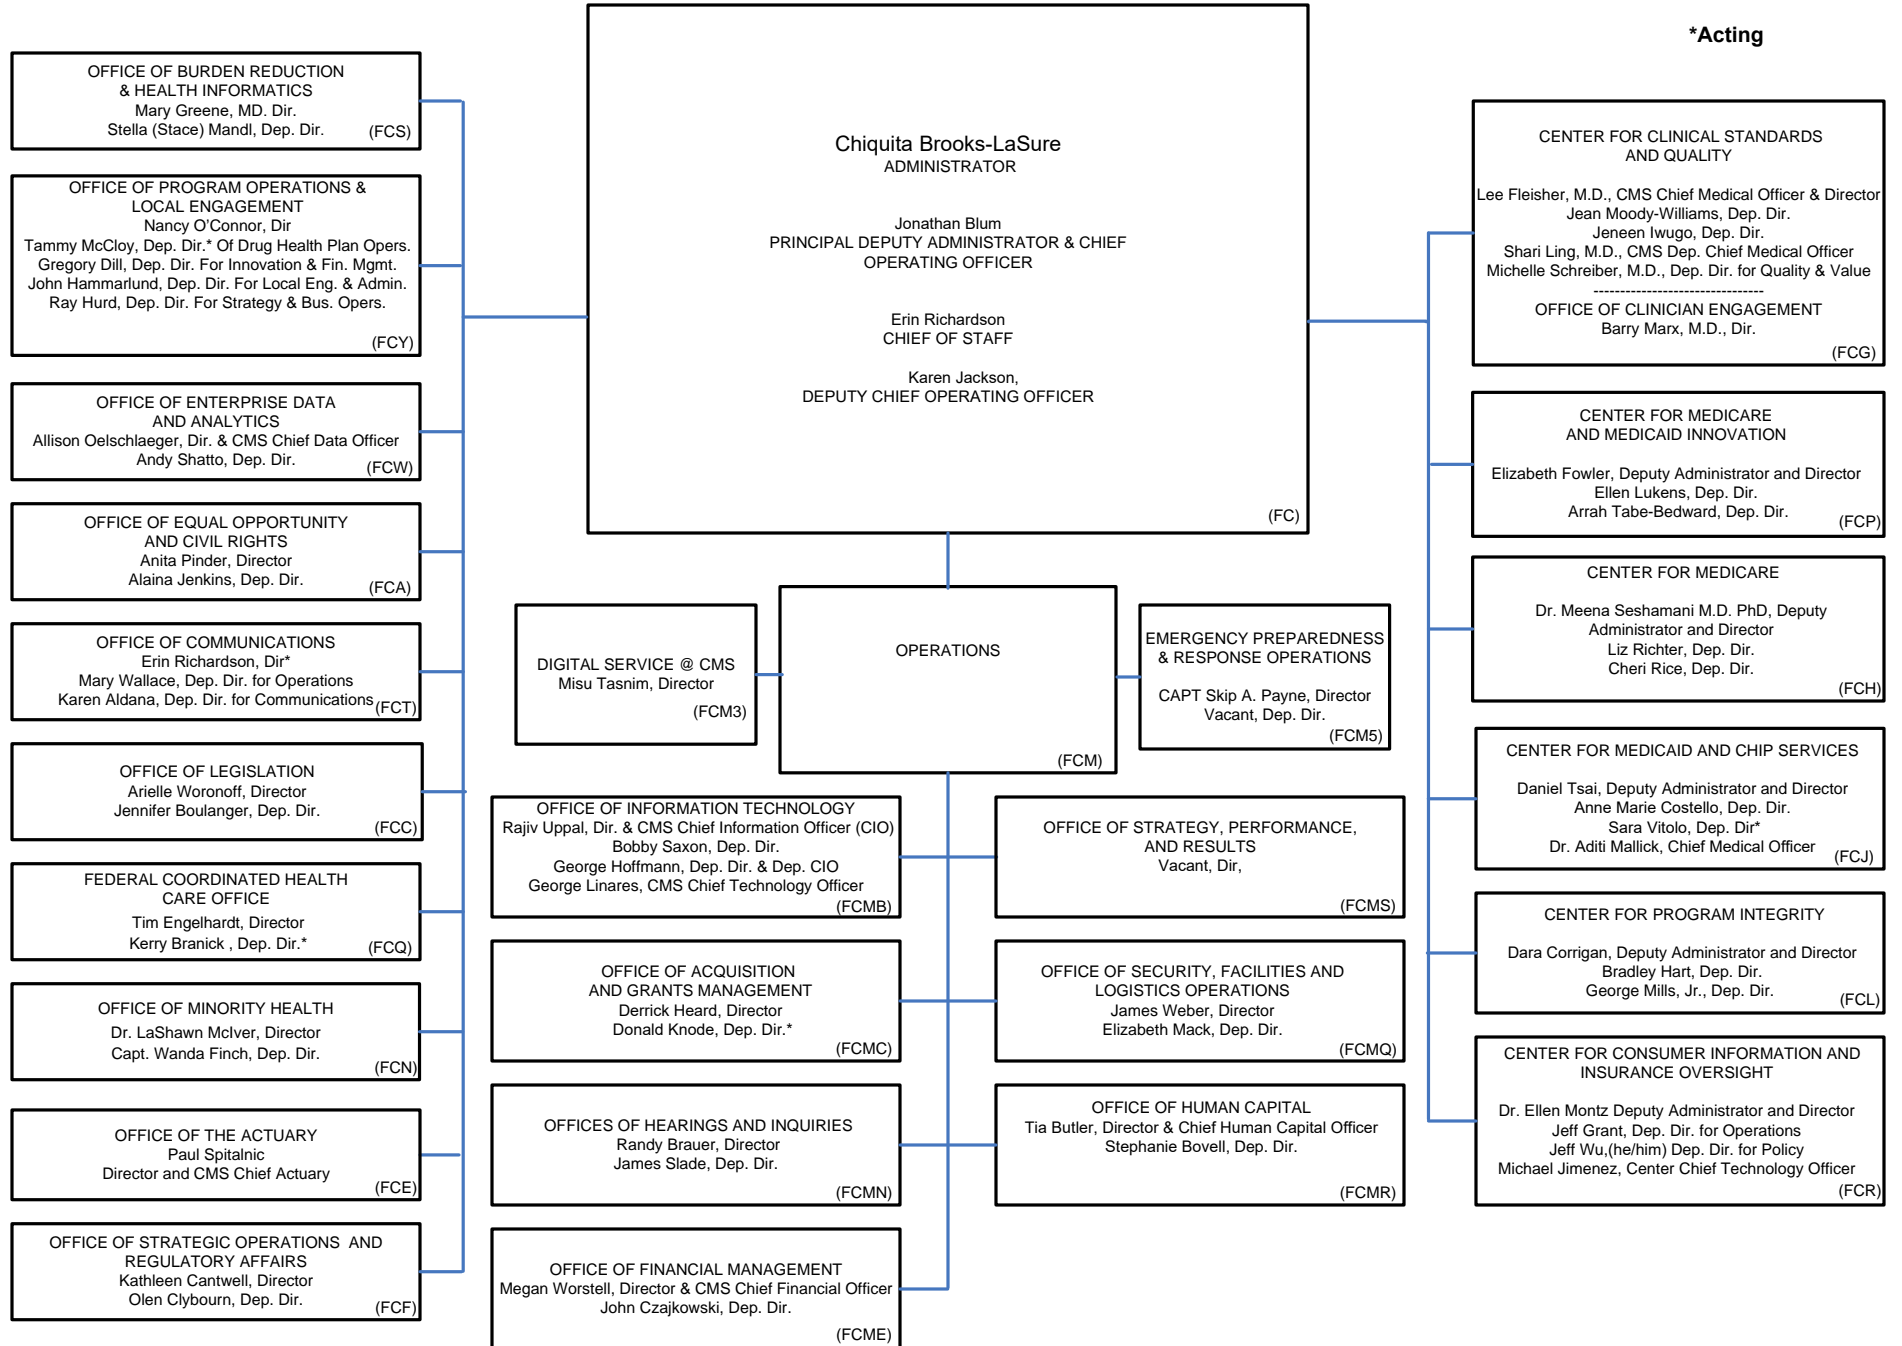 *Acting
Chiquita Brooks-LaSure
ADMINISTRATOR
Jonathan Blum
PRINCIPAL DEPUTY ADMINISTRATOR & CHIEF
OPERATING OFFICER
Erin Richardson
CHIEF OF STAFF
Karen Jackson,
DEPUTY CHIEF OPERATING OFFICER
(FC)
OFFICE OF BURDEN REDUCTION
& HEALTH INFORMATICS
Mary Greene, MD. Dir.
Stella (Stace) Mandl, Dep. Dir.
(FCS)
OFFICE OF PROGRAM OPERATIONS &
LOCAL ENGAGEMENT
Nancy O’Connor, Dir
Tammy McCloy, Dep. Dir.* Of Drug Health Plan Opers.
Gregory Dill, Dep. Dir. For Innovation & Fin. Mgmt.
John Hammarlund, Dep. Dir. For Local Eng. & Admin.
Ray Hurd, Dep. Dir. For Strategy & Bus. Opers.
(FCY)
OFFICE OF ENTERPRISE DATA
AND ANALYTICS
Allison Oelschlaeger, Dir. & CMS Chief Data Officer
Andy Shatto, Dep. Dir.
(FCW)
OFFICE OF EQUAL OPPORTUNITY
AND CIVIL RIGHTS
Anita Pinder, Director
Alaina Jenkins, Dep. Dir.
(FCA)
OFFICE OF COMMUNICATIONS
Erin Richardson, Dir*
Mary Wallace, Dep. Dir. for Operations
Karen Aldana, Dep. Dir. for Communications
(FCT)
OFFICE OF LEGISLATION
Arielle Woronoff, Director
Jennifer Boulanger, Dep. Dir.
(FCC)
FEDERAL COORDINATED HEALTH
CARE OFFICE
Tim Engelhardt, Director
Kerry Branick , Dep. Dir.*
(FCQ)
OFFICE OF MINORITY HEALTH
Dr. LaShawn McIver, Director
Capt. Wanda Finch, Dep. Dir.
(FCN)
OFFICE OF THE ACTUARY
Paul Spitalnic
Director and CMS Chief Actuary
(FCE)
OFFICE OF STRATEGIC OPERATIONS AND
REGULATORY AFFAIRS
Kathleen Cantwell, Director
Olen Clybourn, Dep. Dir.
(FCF)
DIGITAL SERVICE @ CMS
Misu Tasnim, Director
(FCM3)
OPERATIONS
(FCM)
EMERGENCY PREPAREDNESS
& RESPONSE OPERATIONS
CAPT Skip A. Payne, Director
Vacant, Dep. Dir.
(FCM5)
OFFICE OF INFORMATION TECHNOLOGY
Rajiv Uppal, Dir. & CMS Chief Information Officer (CIO)
Bobby Saxon, Dep. Dir.
George Hoffmann, Dep. Dir. & Dep. CIO
George Linares, CMS Chief Technology Officer
(FCMB)
OFFICE OF STRATEGY, PERFORMANCE,
AND RESULTS
Vacant, Dir,
(FCMS)
OFFICE OF ACQUISITION
AND GRANTS MANAGEMENT
Derrick Heard, Director
Donald Knode, Dep. Dir.*
(FCMC)
OFFICE OF SECURITY, FACILITIES AND
LOGISTICS OPERATIONS
James Weber, Director
Elizabeth Mack, Dep. Dir.
(FCMQ)
OFFICES OF HEARINGS AND INQUIRIES
Randy Brauer, Director
James Slade, Dep. Dir.
(FCMN)
OFFICE OF HUMAN CAPITAL
Tia Butler, Director & Chief Human Capital Officer
Stephanie Bovell, Dep. Dir.
(FCMR)
OFFICE OF FINANCIAL MANAGEMENT
Megan Worstell, Director & CMS Chief Financial Officer
John Czajkowski, Dep. Dir.
(FCME)
CENTER FOR CLINICAL STANDARDS
AND QUALITY
Lee Fleisher, M.D., CMS Chief Medical Officer & Director
Jean Moody-Williams, Dep. Dir.
Jeneen Iwugo, Dep. Dir.
Shari Ling, M.D., CMS Dep. Chief Medical Officer
Michelle Schreiber, M.D., Dep. Dir. for Quality & Value
--------------------------------
OFFICE OF CLINICIAN ENGAGEMENT
Barry Marx, M.D., Dir.
(FCG)
CENTER FOR MEDICARE
AND MEDICAID INNOVATION
Elizabeth Fowler, Deputy Administrator and Director
Ellen Lukens, Dep. Dir.
Arrah Tabe-Bedward, Dep. Dir.
(FCP)
CENTER FOR MEDICARE
Dr. Meena Seshamani M.D. PhD, Deputy
Administrator and Director
Liz Richter, Dep. Dir.
Cheri Rice, Dep. Dir.
(FCH)
CENTER FOR MEDICAID AND CHIP SERVICES
Daniel Tsai, Deputy Administrator and Director
Anne Marie Costello, Dep. Dir.
Sara Vitolo, Dep. Dir*
Dr. Aditi Mallick, Chief Medical Officer
(FCJ)
CENTER FOR PROGRAM INTEGRITY
Dara Corrigan, Deputy Administrator and Director
Bradley Hart, Dep. Dir.
George Mills, Jr., Dep. Dir.
(FCL)
CENTER FOR CONSUMER INFORMATION AND
INSURANCE OVERSIGHT
Dr. Ellen Montz Deputy Administrator and Director
Jeff Grant, Dep. Dir. for Operations
Jeff Wu,(he/him) Dep. Dir. for Policy
Michael Jimenez, Center Chief Technology Officer
(FCR)